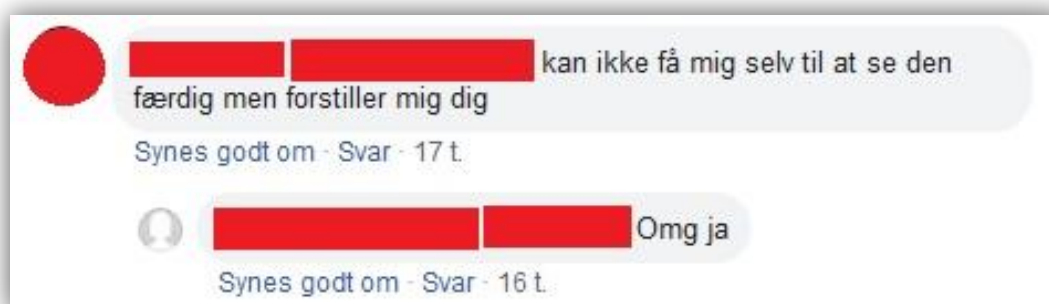 kan ikke få mig selv til at se den
færdig men forstiller mig dig
Synes godt om · Svar · 17 t.
Omg ja
Synes godt om · Svar · 16 t.